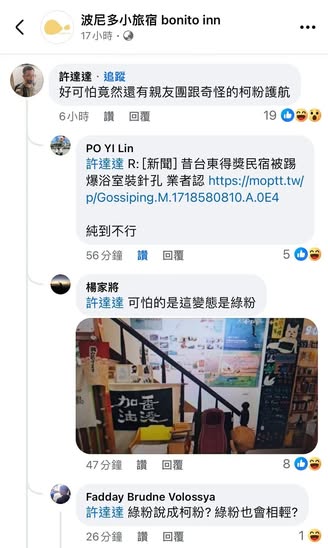 波尼多小旅宿 bonito inn
17小時
許達達 · 追蹤
好可怕竟然還有親友團跟奇怪的柯粉護航
6小時 讚 回覆 19
PO YI Lin
許達達 R: [新聞] 昔台東得獎民宿被踢
爆浴室裝針孔 業者認 https://moptt.tw/
p/Gossiping.M.1718580810.A.0E4
純到不行
56分鐘 讚 回覆 5
楊家將
許達達 可怕的是這變態是綠粉
香港
加油
47分鐘 讚 回覆 8
Fadday Brudne Volossya
許達達 綠粉說成柯粉? 綠粉也會相輕?
26分鐘 讚 回覆 1